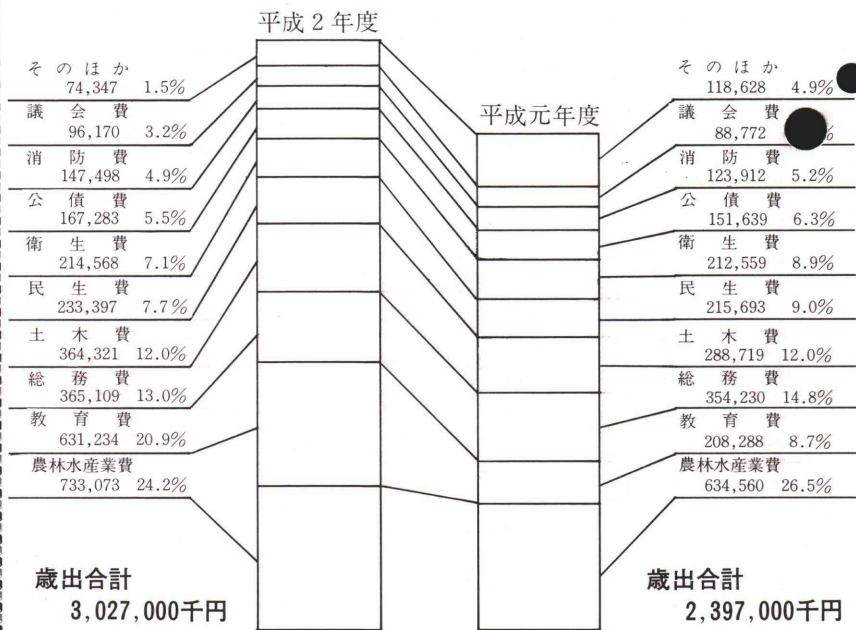 平成2年度
そのほか
74,347 1.5%
議会費
96,170 3.2%
消防費
147,498 4.9%
公債費
167,283 5.5%
衛生費
214,568 7.1%
民生費
233,397 7.7%
土木費
364,321 12.0%
総務費
365,109 13.0%
教育費
631,234 20.9%
農林水産業費
733,073 24.2%
歳出合計
3,027,000千円
平成元年度
そのほか
118,628 4.9%
議会費
88,772 %
消防費
123,912 5.2%
公債費
151,639 6.3%
衛生費
212,559 8.9%
民生費
215,693 9.0%
土木費
288,719 12.0%
総務費
354,230 14.8%
教育費
208,288 8.7%
農林水産業費
634,560 26.5%
歳出合計
2,397,000千円